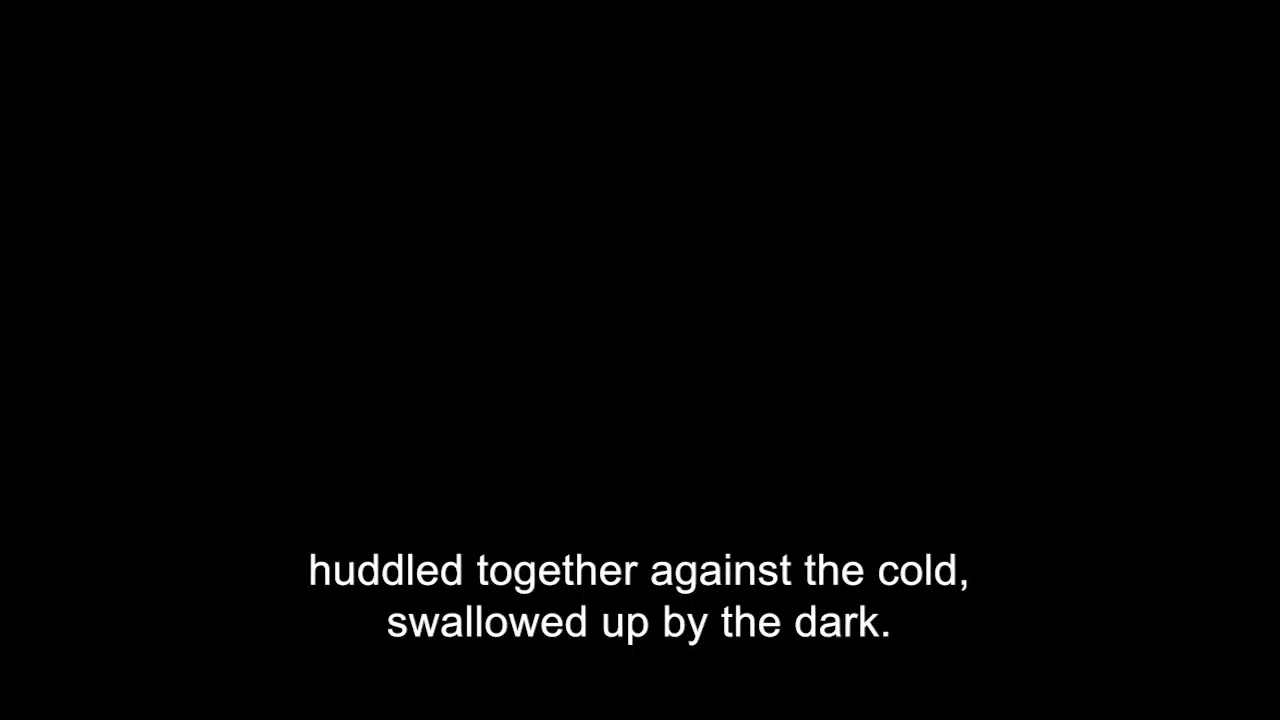 huddled together against the cold,
swallowed up by the dark.